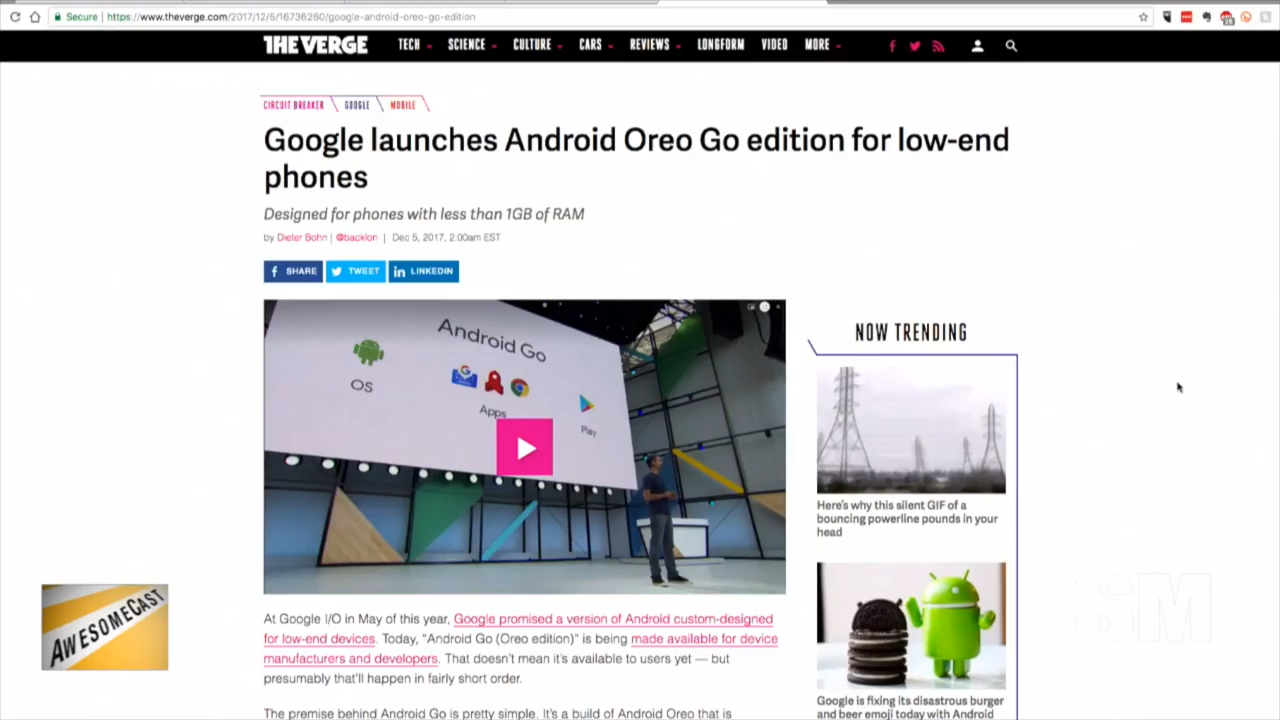 Secure
https://www.theverge.com/2017/12/5/16736260/google-android-oreo-go-edition
THE VERGE
TECH
SCIENCE
CULTURE
CARS
REVIEWS
LONGFORM
VIDEO
MORE
CIRCUIT BREAKER
GOOGLE
MOBILE
Google launches Android Oreo Go edition for low-end
phones
Designed for phones with less than 1GB of RAM
by Dieter Bohn | @backlon | Dec 5, 2017, 2:00am EST
SHARE
TWEET
LINKEDIN
Android Go
OS
Apps
Play
NOW TRENDING
Here's why this silent GIF of a
bouncing powerline pounds in your
head
AWESOMECAST
SM
At Google I/O in May of this year, Google promised a version of Android custom-designed
for low-end devices. Today, “Android Go (Oreo edition)” is being made available for device
manufacturers and developers. That doesn't mean it's available to users yet — but
presumably that'll happen in fairly short order.
Google is fixing its disastrous burger
and beer emoji today with Android
The premise behind Android Go is pretty simple. It's a build of Android Oreo that is